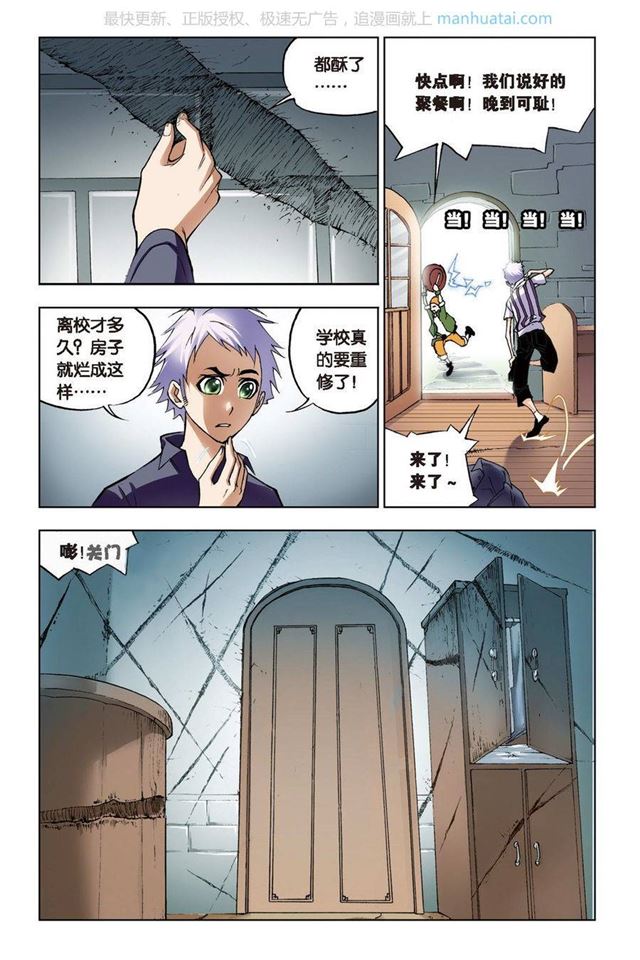 最快更新、正版授权、极速无广告，追漫画就上 manhuatai.com
都酥了
……
离校才多
久？房子
就烂成这
样……
学校真
的要重
修了！
快点啊！我们说好的
聚餐啊！晚到可耻！
当！当！当！当！
来了！
来了～
嘭！关门